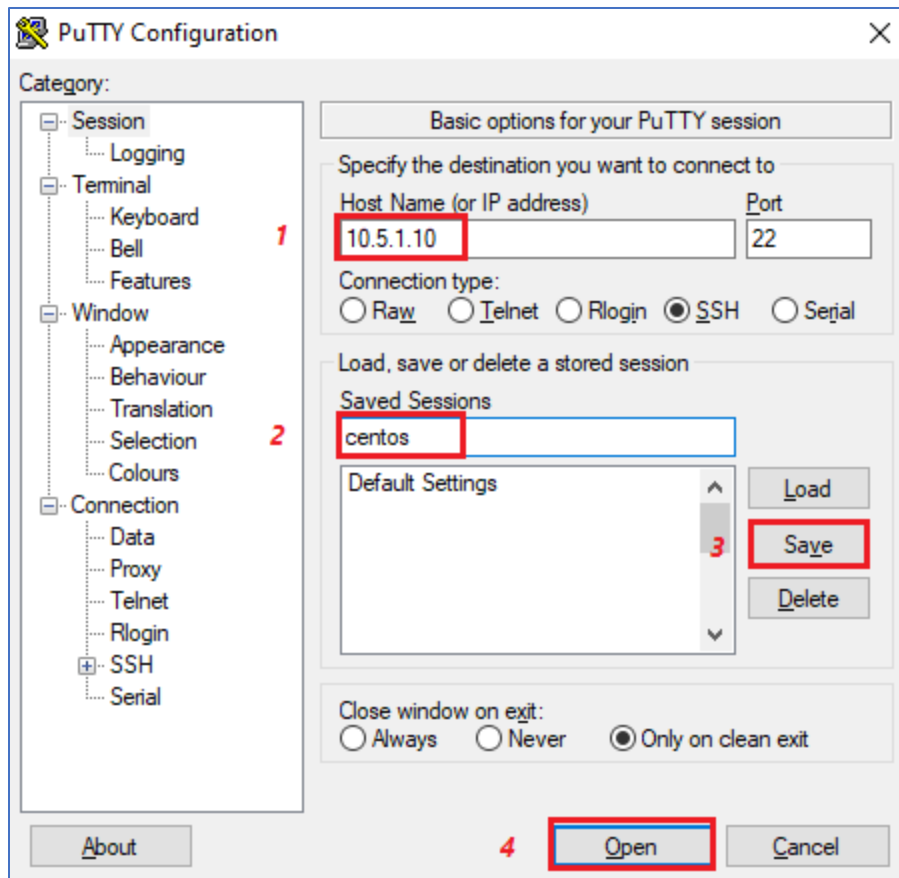 PuTTY Configuration
Category:
Session
Logging
Terminal
Keyboard
Bell
Features
Window
Appearance
Behaviour
Translation
Selection
Colours
Connection
Data
Proxy
Telnet
Rlogin
SSH
Serial
Basic options for your PuTTY session
Specify the destination you want to connect to
Host Name (or IP address) Port
1 10.5.1.10 22
Connection type:
Raw Telnet Rlogin SSH Serial
Load, save or delete a stored session
Saved Sessions
2 centos
Default Settings
Load
3 Save
Delete
Close window on exit:
Always Never Only on clean exit
About 4 Open Cancel